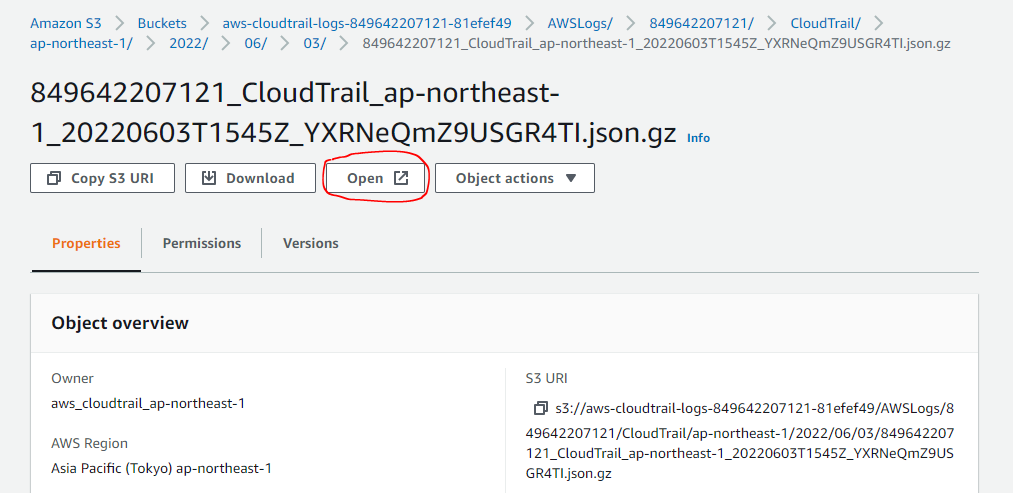 Amazon S3 > Buckets > aws-cloudtrail-logs-849642207121-81efef49 > AWSLogs/ > 849642207121/ > CloudTrail/ >
ap-northeast-1/ > 2022/ > 06/ > 03/ > 849642207121_CloudTrail_ap-northeast-1_20220603T1545Z_YXRNeQmZ9USGR4TI.json.gz
849642207121_CloudTrail_ap-northeast-
1_20220603T1545Z_YXRNeQmZ9USGR4TI.json.gz Info
Copy S3 URI Download Open Object actions
Properties Permissions Versions
Object overview
Owner
aws_cloudtrail_ap-northeast-1
AWS Region
Asia Pacific (Tokyo) ap-northeast-1
S3 URI
s3://aws-cloudtrail-logs-849642207121-81efef49/AWSLogs/8
49642207121/CloudTrail/ap-northeast-1/2022/06/03/849642207
121_CloudTrail_ap-northeast-1_20220603T1545Z_YXRNeQmZ9US
GR4TI.json.gz